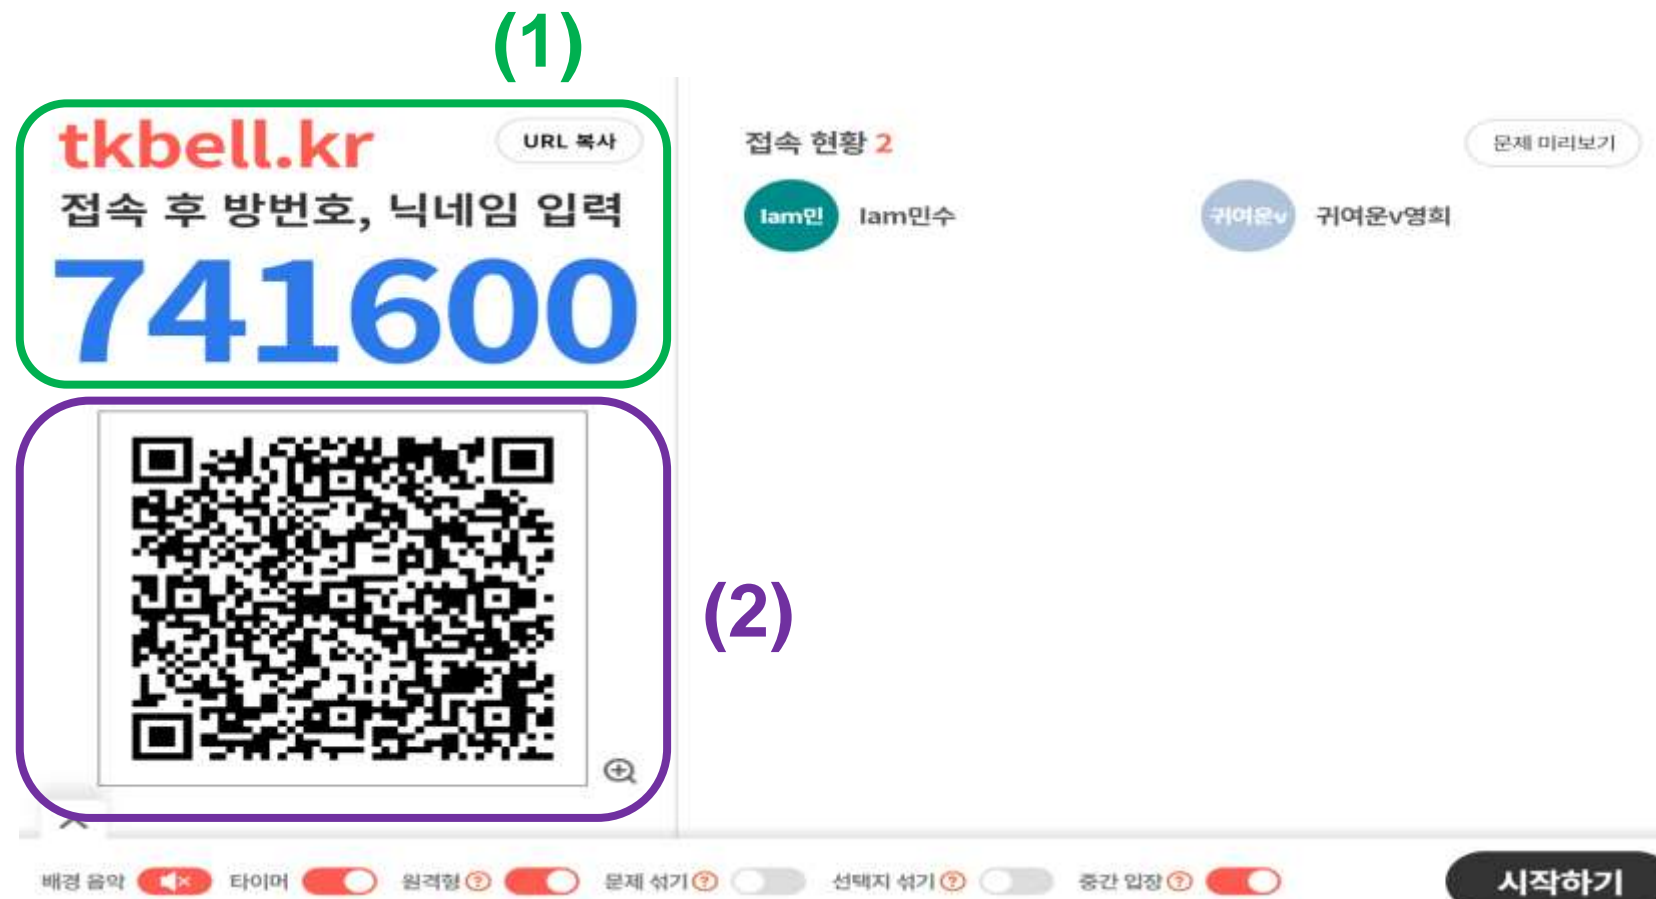 (1)
tkbell.kr
URL 복사
접속 후 방번호, 닉네임 입력
741600
(2)
접속 현황 2
문제 미리보기
Iam민
Iam민수
귀여운v
귀여운v영희
배경 음악
타이머
원격형 ?
문제 섞기 ?
선택지 섞기 ?
중간 입장 ?
시작하기